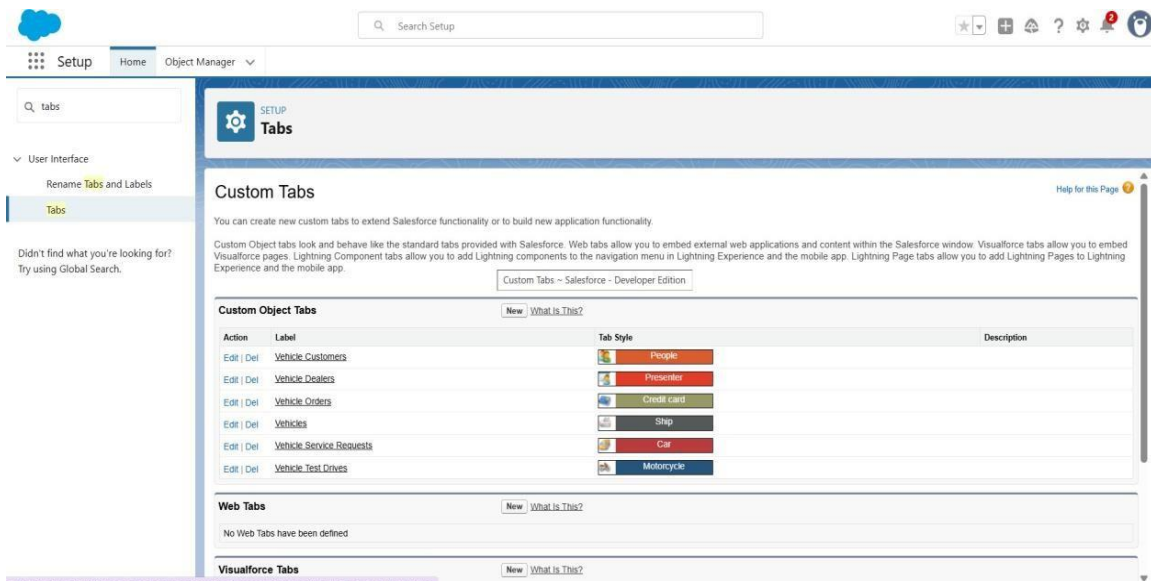 Search Setup
2
Setup
Home
Object Manager
tabs
User Interface
Rename Tabs and Labels
Tabs
Didn't find what you're looking for?
Try using Global Search.
SETUP
Tabs
Custom Tabs
Help for this Page
You can create new custom tabs to extend Salesforce functionality or to build new application functionality.
Custom Object tabs look and behave like the standard tabs provided with Salesforce. Web tabs allow you to embed external web applications and content within the Salesforce window. Visualforce tabs allow you to embed
Visualforce pages. Lightning Component tabs allow you to add Lightning components to the navigation menu in Lightning Experience and the mobile app. Lightning Page tabs allow you to add Lightning Pages to Lightning
Experience and the mobile app.
Custom Tabs ~ Salesforce - Developer Edition
Custom Object Tabs New What Is This?
Action Label Tab Style Description
Edit | Del Vehicle Customers People
Edit | Del Vehicle Dealers Presenter
Edit | Del Vehicle Orders Credit card
Edit | Del Vehicles Ship
Edit | Del Vehicle Service Requests Car
Edit | Del Vehicle Test Drives Motorcycle
Web Tabs New What Is This?
No Web Tabs have been defined
Visualforce Tabs New What Is This?